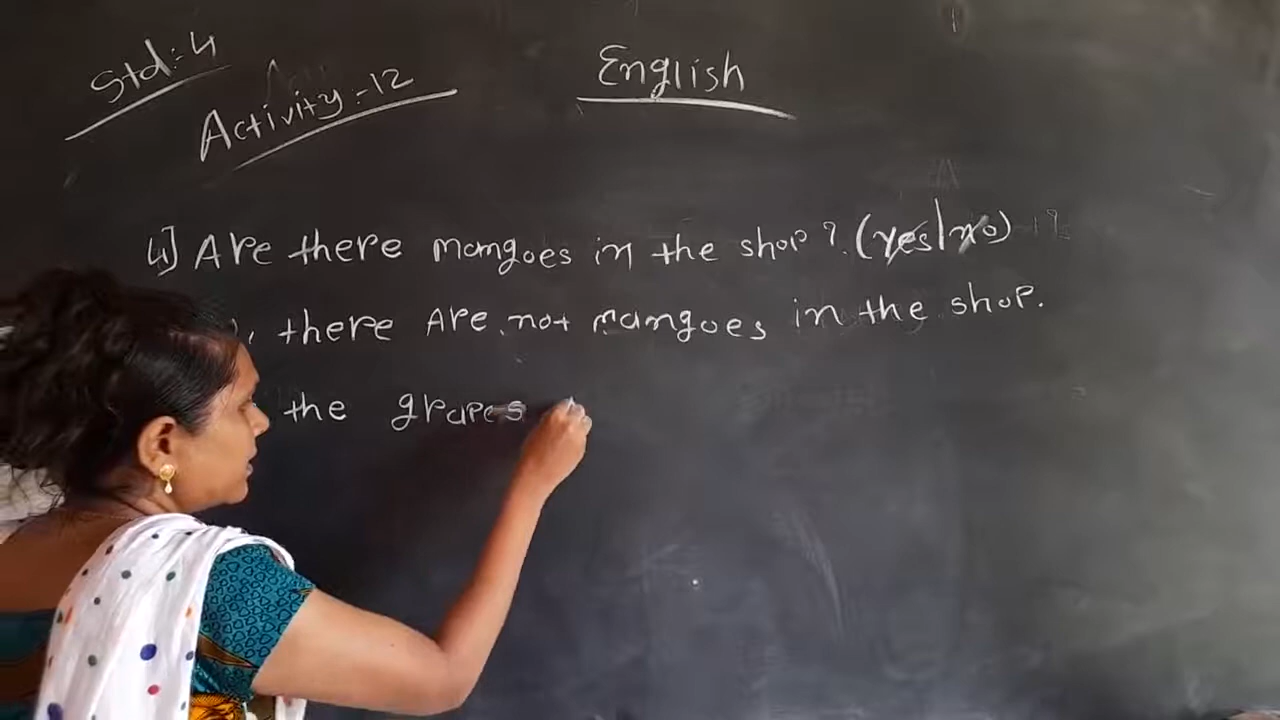 Std:-4
Activity:-12
English
4] Are there mangoes in the shop? (yes/no)
, there are not mangoes in the shop.
the grapes